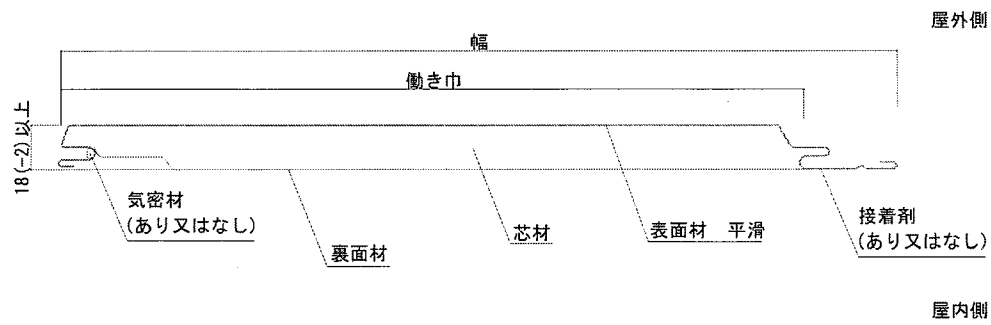 屋外側
幅
働き巾
18(-2)以上
気密材
(あり又はなし)
裏面材
芯材
表面材 平滑
接着剤
(あり又はなし)
屋内側